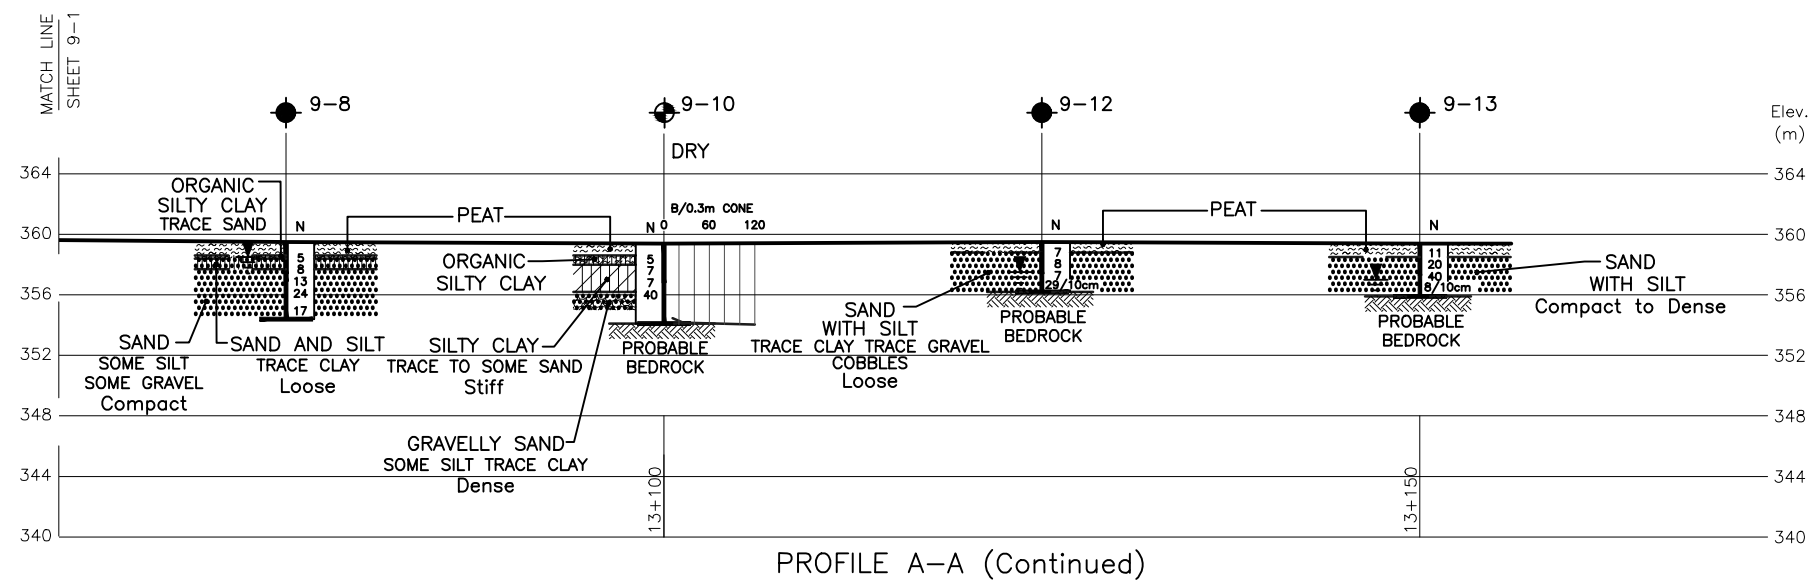 MATCH LINE
SHEET 9-1
9-8
9-10
9-12
9-13
Elev.
(m)
DRY
364
364
ORGANIC
SILTY CLAY
TRACE SAND
PEAT
B/0.3m CONE
0 60 120
PEAT
N
N
N
N
360
360
5
8
13
24
17
5
7
7
40
7
8
7
29/10cm
11
20
40
8/10cm
ORGANIC
SILTY CLAY
SAND
WITH SILT
Compact to Dense
356
356
SAND
SOME SILT
SOME GRAVEL
Compact
SAND AND SILT
TRACE CLAY
Loose
SILTY CLAY
TRACE TO SOME SAND
Stiff
PROBABLE
BEDROCK
SAND
WITH SILT
TRACE CLAY TRACE GRAVEL
COBBLES
Loose
PROBABLE
BEDROCK
PROBABLE
BEDROCK
352
352
348
348
GRAVELLY SAND
SOME SILT TRACE CLAY
Dense
344
344
13+100
13+150
340
340
PROFILE A-A (Continued)